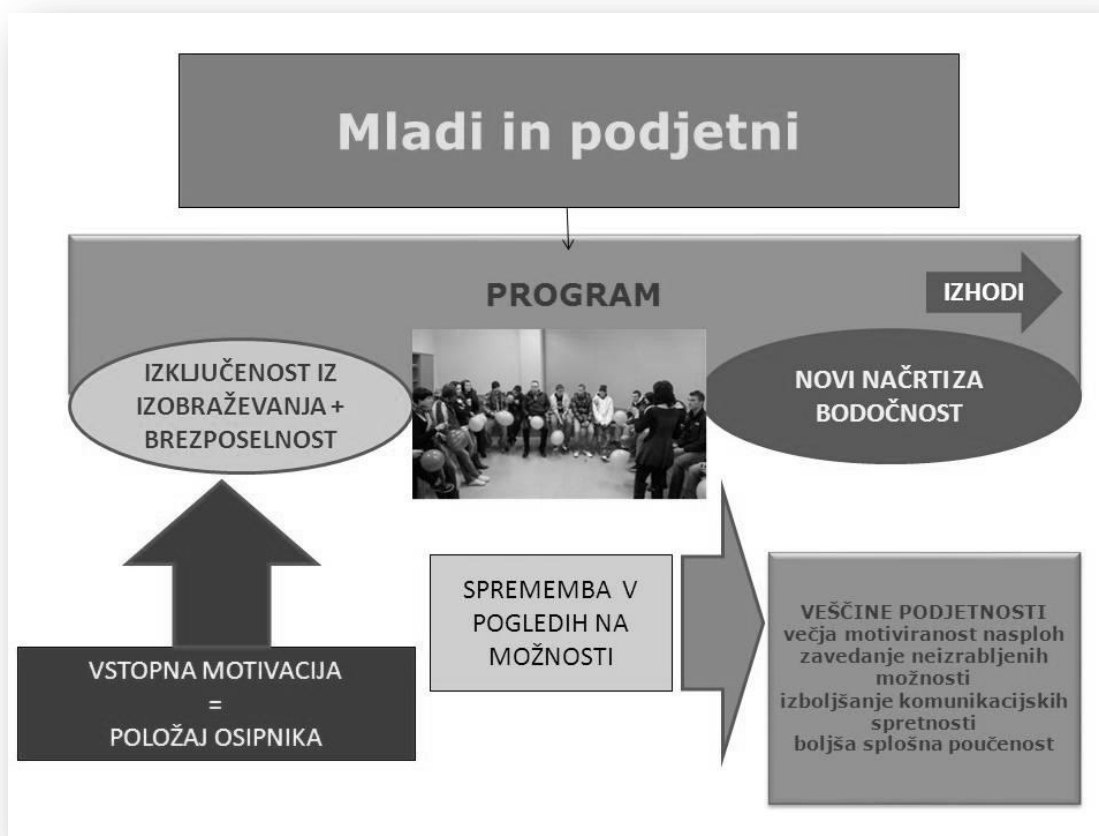 Mladi in podjetni
PROGRAM
IZHODI
IZKLJUČENOST IZ
IZOBRAŽEVANJA +
BREZPOSELNOST
NOVI NAČRTI ZA
BODOČNOST
VSTOPNA MOTIVACIJA
=
POLOŽAJ OSIPNIKA
SPREMEMBA V
POGLEDIH NA
MOŽNOSTI
VEŠČINE PODJETNOSTI
večja motiviranost nasploh
zavedanje neizrabljenih
možnosti
izboljšanje komunikacijskih
spretnosti
boljša splošna poučenost